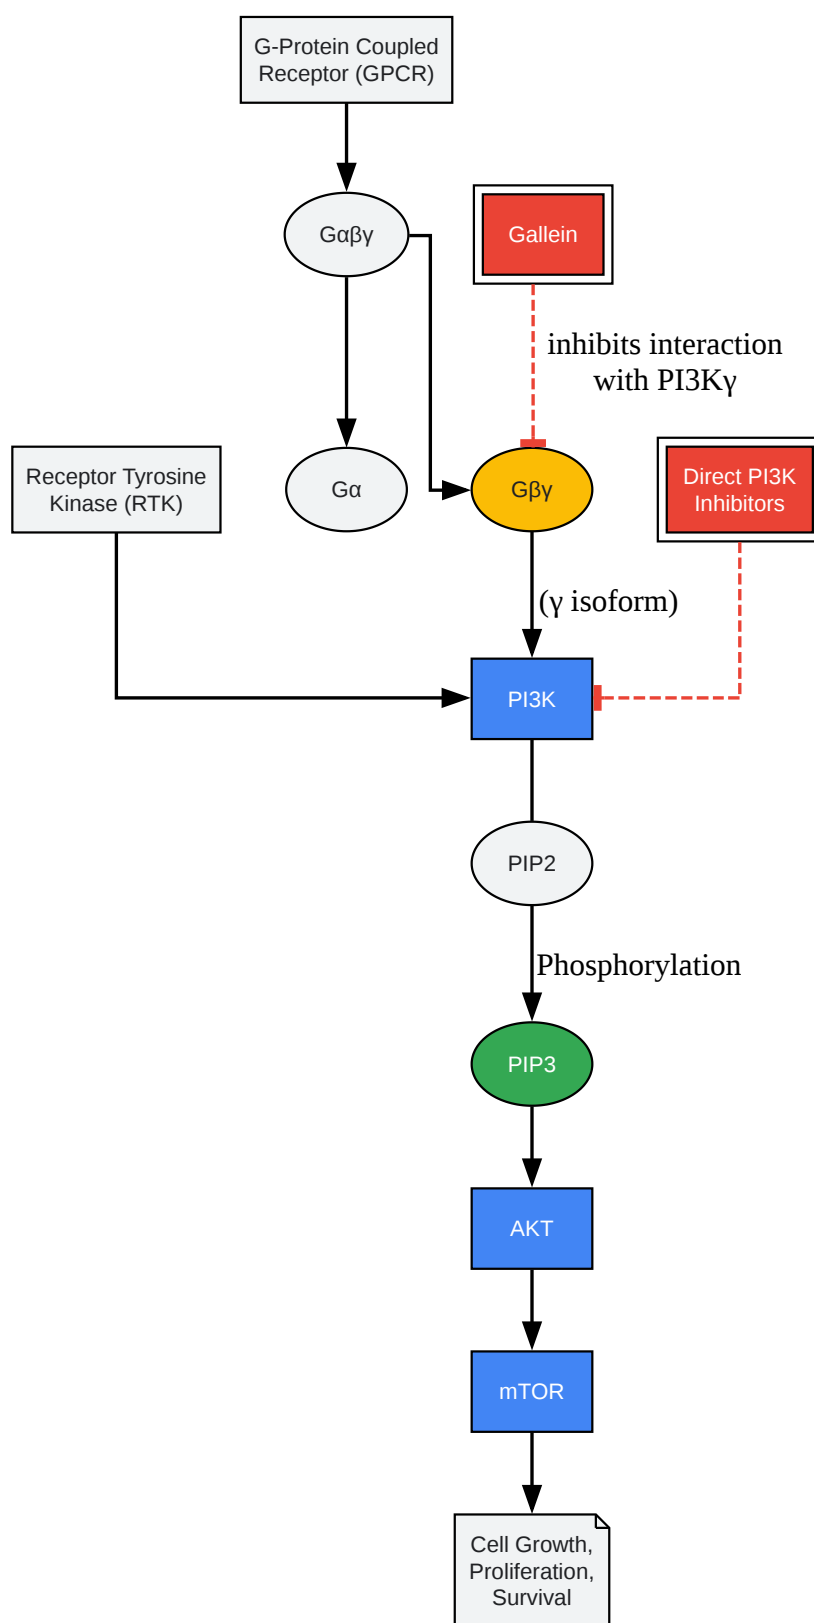 G-Protein Coupled
Receptor (GPCR)
Gαβγ
Gallein
inhibits interaction
with PI3Kγ
Receptor Tyrosine
Kinase (RTK)
Gα
Gβγ
Direct PI3K
Inhibitors
(γ isoform)
PI3K
PIP2
Phosphorylation
PIP3
AKT
mTOR
Cell Growth,
Proliferation,
Survival